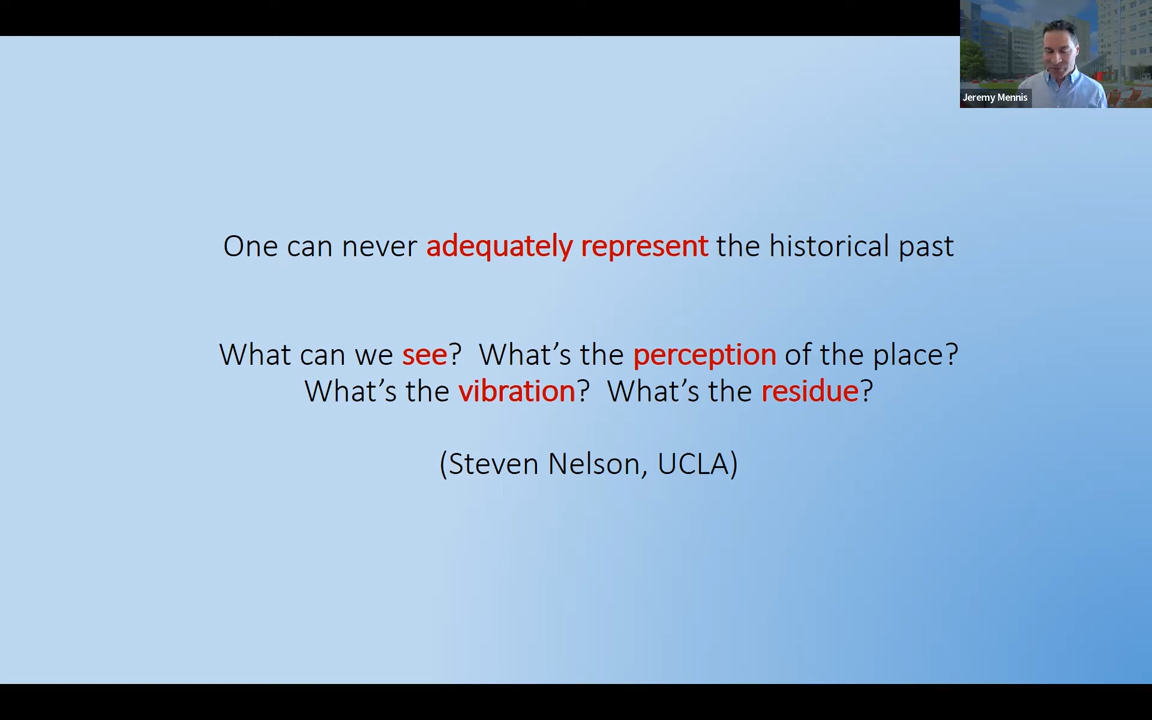 Jeremy Mennis
One can never adequately represent the historical past
What can we see?  What's the perception of the place?
What's the vibration?  What's the residue?
(Steven Nelson, UCLA)